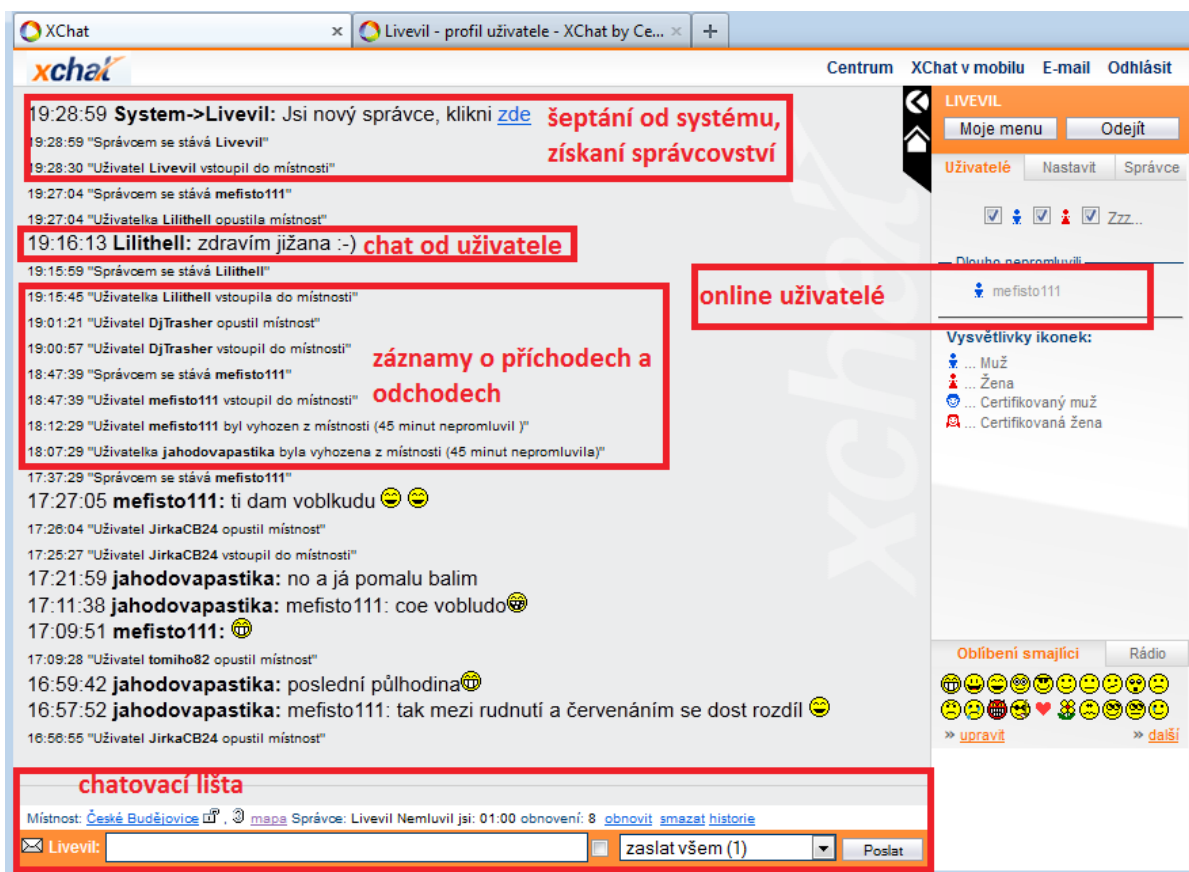 XChat
Livevil - profil uživatele - XChat by Ce...
xchat
Centrum XChat v mobilu E-mail Odhlásit
19:28:59 System->Livevil: Jsi nový správce, klikni zde
šeptání od systému,
získaní správcovství
19:28:59 "Správcem se stává Livevil"
19:28:30 "Uživatel Livevil vstoupil do místnosti"
19:27:04 "Správcem se stává mefisto111"
19:27:04 "Uživatelka Lilithell opustila místnost"
19:16:13 Lilithell: zdravím jižana :-) chat od uživatele
19:15:59 "Správcem se stává Lilithell"
19:15:45 "Uživatelka Lilithell vstoupila do místnosti"
19:01:21 "Uživatel DjTrasher opustil místnost"
19:00:57 "Uživatel DjTrasher vstoupil do místnosti"
18:47:39 "Správcem se stává mefisto111"
18:47:39 "Uživatel mefisto111 vstoupil do místnosti"
záznamy o příchodech a
odchodech
18:12:29 "Uživatel mefisto111 byl vyhozen z místnosti (45 minut nepromluvil )"
18:07:29 "Uživatelka jahodovapastika byla vyhozena z místnosti (45 minut nepromluvila)"
17:37:29 "Správcem se stává mefisto111"
17:27:05 mefisto111: ti dam voblkudu
17:26:04 "Uživatel JirkaCB24 opustil místnost"
17:25:27 "Uživatel JirkaCB24 vstoupil do místnosti"
17:21:59 jahodovapastika: no a já pomalu balim
17:11:38 jahodovapastika: mefisto111: coe vobludo
17:09:51 mefisto111:
17:09:28 "Uživatel tomiho82 opustil místnost"
16:59:42 jahodovapastika: poslední půlhodina
16:57:52 jahodovapastika: mefisto111: tak mezi rudnutí a červenáním se dost rozdíl
16:56:55 "Uživatel JirkaCB24 opustil místnost"
xchat
chatovací lišta
Místnost: České Budějovice , mapa Správce: Livevil Nemluvil jsi: 01:00 obnovení: 8 obnovit smazat historie
Livevil: zaslat všem (1) Poslat
LIVEVIL
Moje menu Odejít
Uživatelé Nastavit Správce
Zzz...
Dlouho nepromluvili
online uživatelé
mefisto111
Vysvětlivky ikonek:
... Muž
... Žena
... Certifikovaný muž
... Certifikovaná žena
Oblíbení smajlíci Rádio
» upravit » další